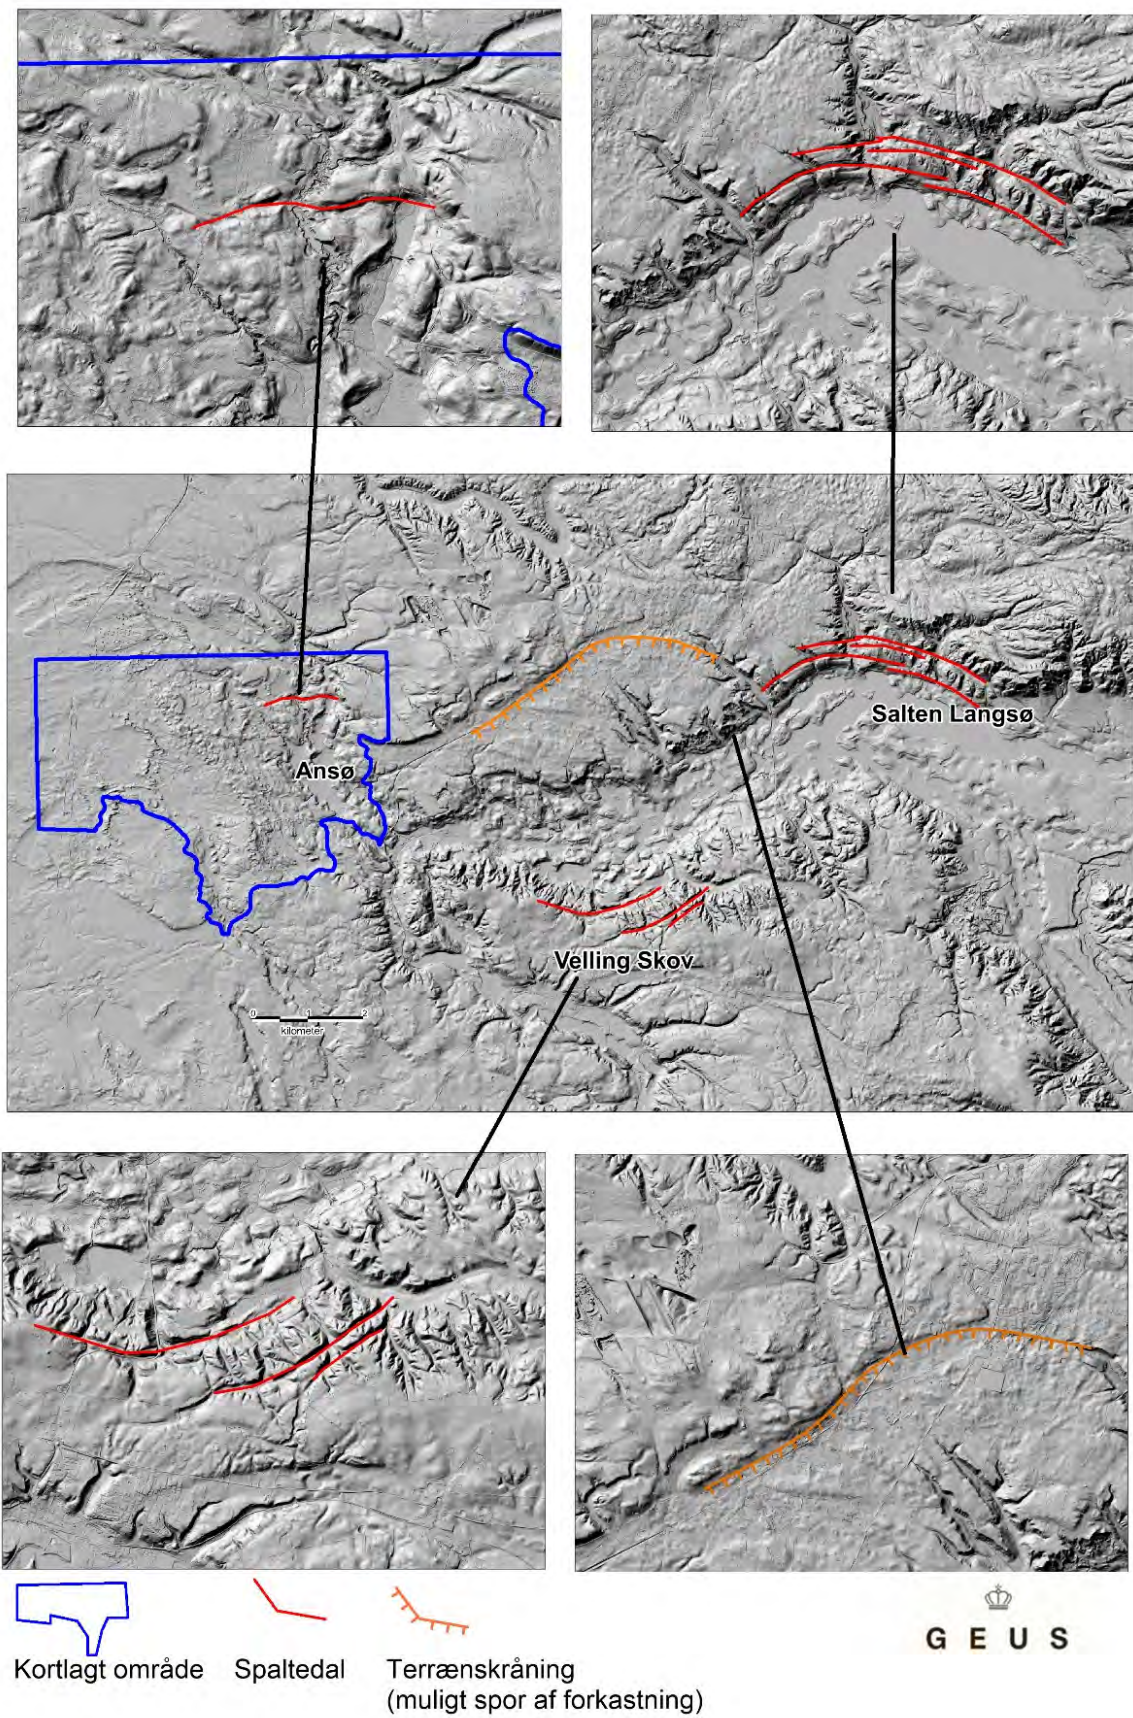 Salten Langsø
Ansø
Velling Skov
0 1 2
kilometer
Kortlagt område
Spaltedal
Terrænskråning
(muligt spor af forkastning)
G E U S